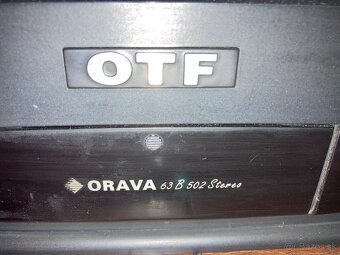 OTF
ORAVA 63 B 502 Stereo